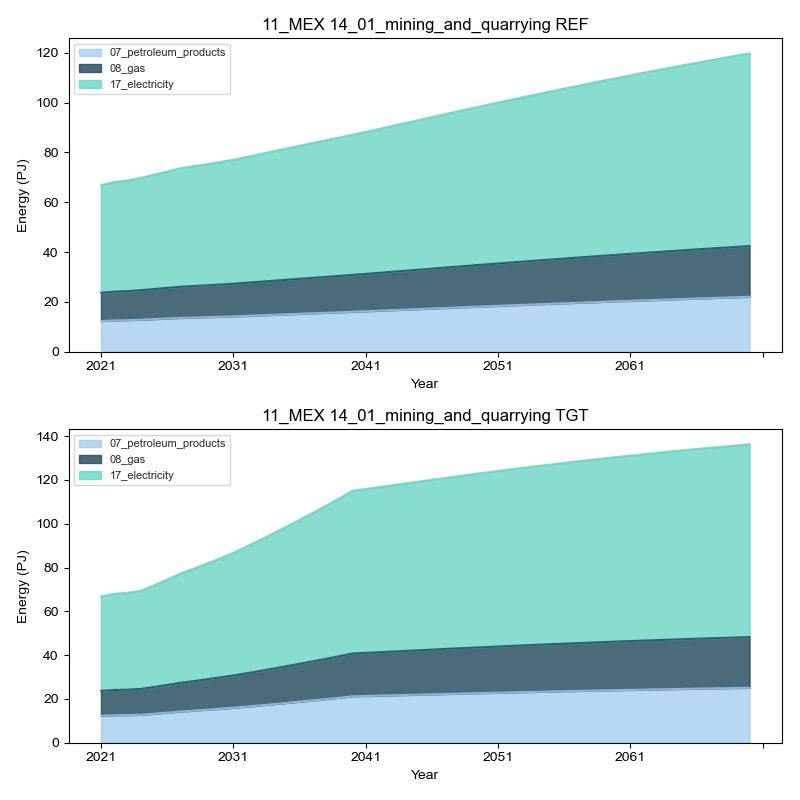 11_MEX 14_01_mining_and_quarrying REF
07_petroleum_products
08_gas
17_electricity
Energy (PJ)
120
100
80
60
40
20
0
2021 2031 2041 2051 2061
Year
11_MEX 14_01_mining_and_quarrying TGT
07_petroleum_products
08_gas
17_electricity
Energy (PJ)
140
120
100
80
60
40
20
0
2021 2031 2041 2051 2061
Year